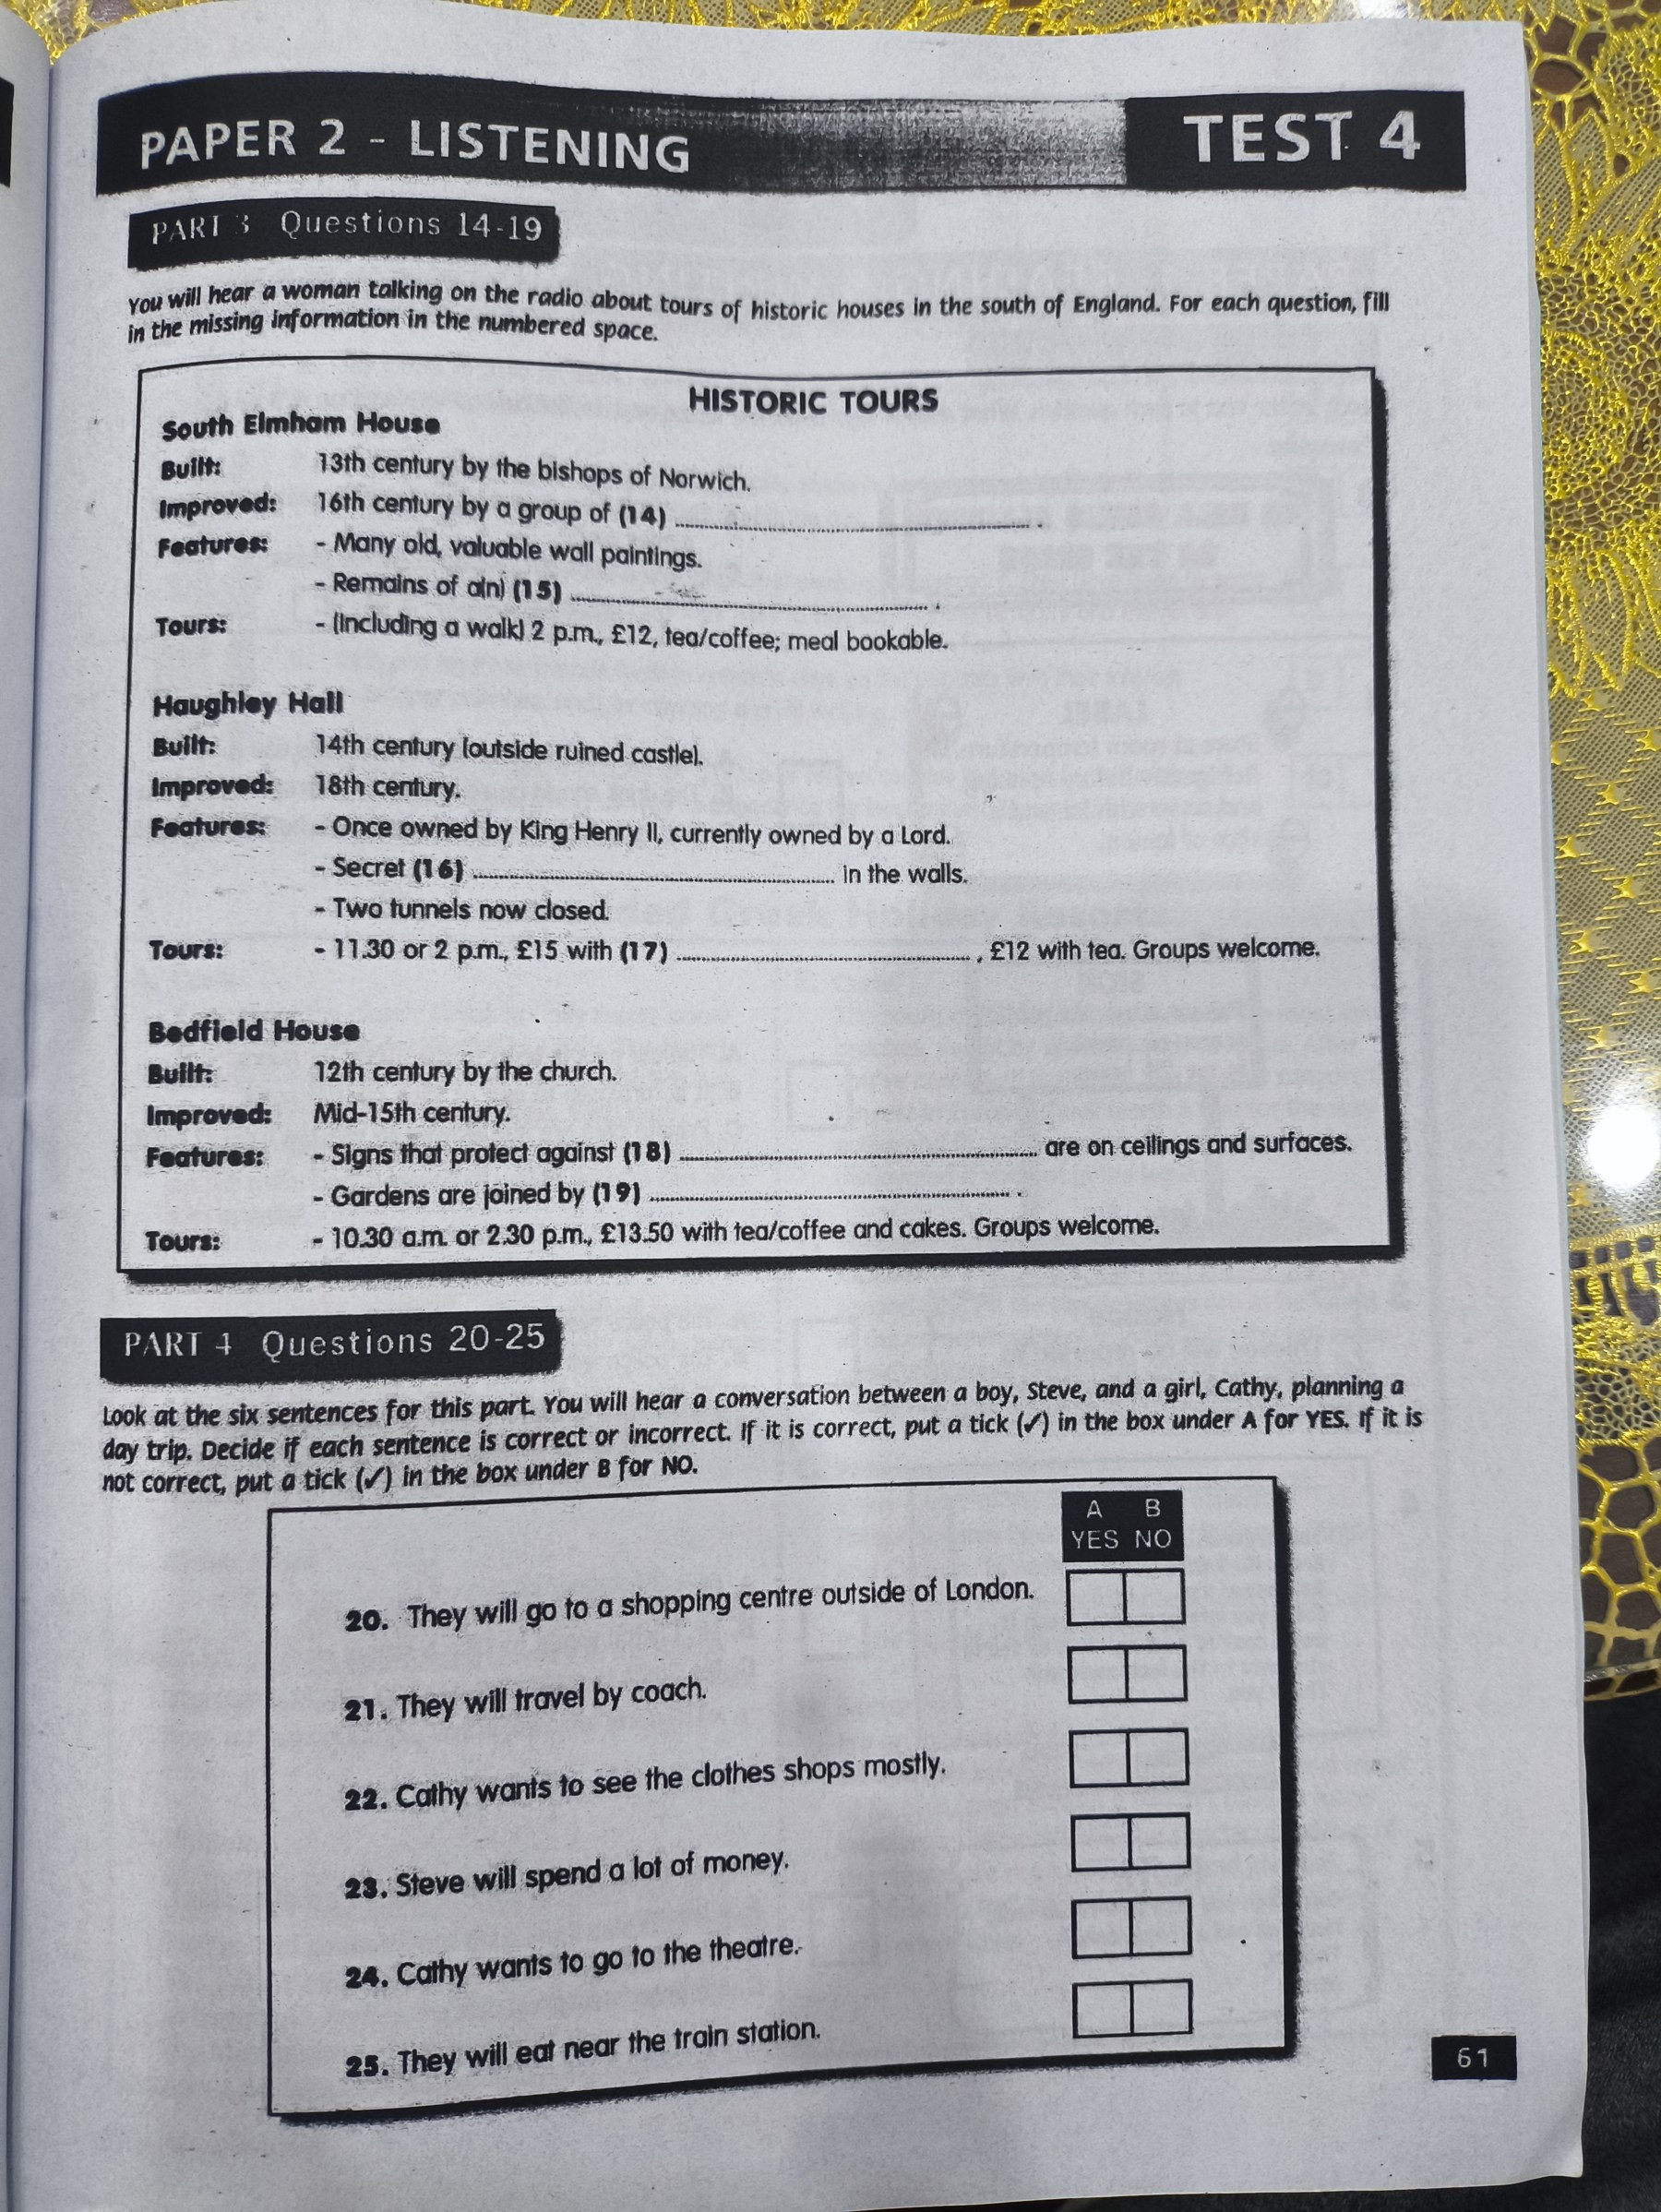 PAPER 2 - LISTENING
TEST 4
PART 3 Questions 14-19
You will hear a woman talking on the radio about tours of historic houses in the south of England. For each question, fill
in the missing information in the numbered space.
HISTORIC TOURS
South Elmham House
Built: 13th century by the bishops of Norwich.
Improved: 16th century by a group of (14) .
Features: - Many old, valuable wall paintings.
- Remains of a(n) (15) .
Tours: - (Including a walk) 2 p.m., £12, tea/coffee; meal bookable.
Haughley Hall
Built: 14th century (outside ruined castle).
Improved: 18th century.
Features: - Once owned by King Henry II, currently owned by a Lord.
- Secret (16) in the walls.
- Two tunnels now closed.
Tours: - 11.30 or 2 p.m., £15 with (17) , £12 with tea. Groups welcome.
Bedfield House
Built: 12th century by the church.
Improved: Mid-15th century.
Features: - Signs that protect against (18) are on ceilings and surfaces.
- Gardens are joined by (19) .
Tours: - 10.30 a.m. or 2.30 p.m., £13.50 with tea/coffee and cakes. Groups welcome.
PART 4 Questions 20-25
Look at the six sentences for this part. You will hear a conversation between a boy, Steve, and a girl, Cathy, planning a
day trip. Decide if each sentence is correct or incorrect. If it is correct, put a tick (✓) in the box under A for YES. If it is
not correct, put a tick (✓) in the box under B for NO.
A B
YES NO
20. They will go to a shopping centre outside of London.
21. They will travel by coach.
22. Cathy wants to see the clothes shops mostly.
23. Steve will spend a lot of money.
24. Cathy wants to go to the theatre.
25. They will eat near the train station.
61